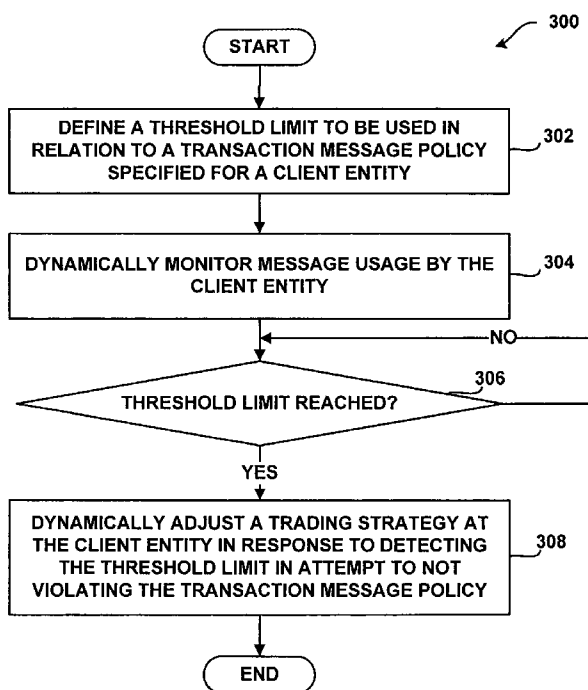 300
START
DEFINE A THRESHOLD LIMIT TO BE USED IN
RELATION TO A TRANSACTION MESSAGE POLICY
SPECIFIED FOR A CLIENT ENTITY
302
DYNAMICALLY MONITOR MESSAGE USAGE BY THE
CLIENT ENTITY
304
NO
306
THRESHOLD LIMIT REACHED?
YES
DYNAMICALLY ADJUST A TRADING STRATEGY AT
THE CLIENT ENTITY IN RESPONSE TO DETECTING
THE THRESHOLD LIMIT IN ATTEMPT TO NOT
VIOLATING THE TRANSACTION MESSAGE POLICY
308
END